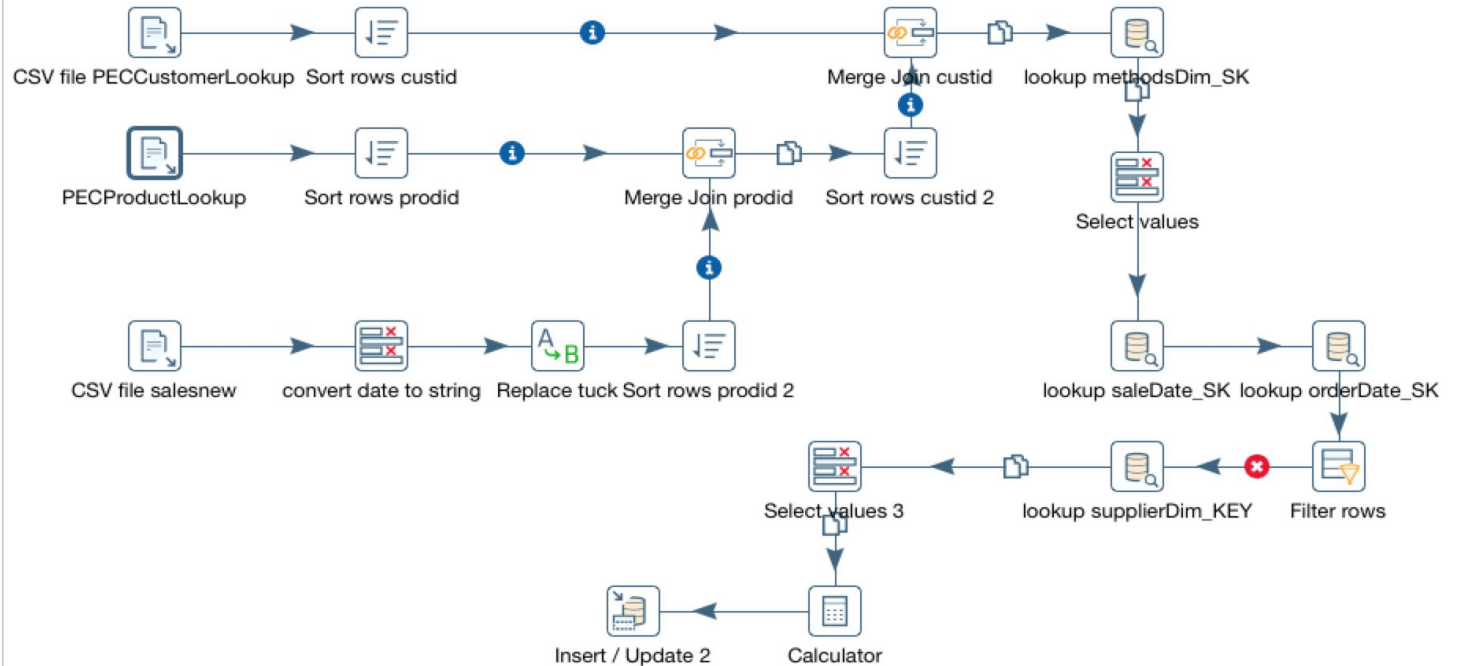 CSV file PECCustomerLookup
Sort rows custid
Merge Join custid
lookup methodsDim_SK
PECProductLookup
Sort rows prodid
Merge Join prodid
Sort rows custid 2
Select values
CSV file salesnew
convert date to string
A
B
Replace tuck
Sort rows prodid 2
lookup saleDate_SK
lookup orderDate_SK
Select values 3
lookup supplierDim_KEY
Filter rows
Insert / Update 2
Calculator